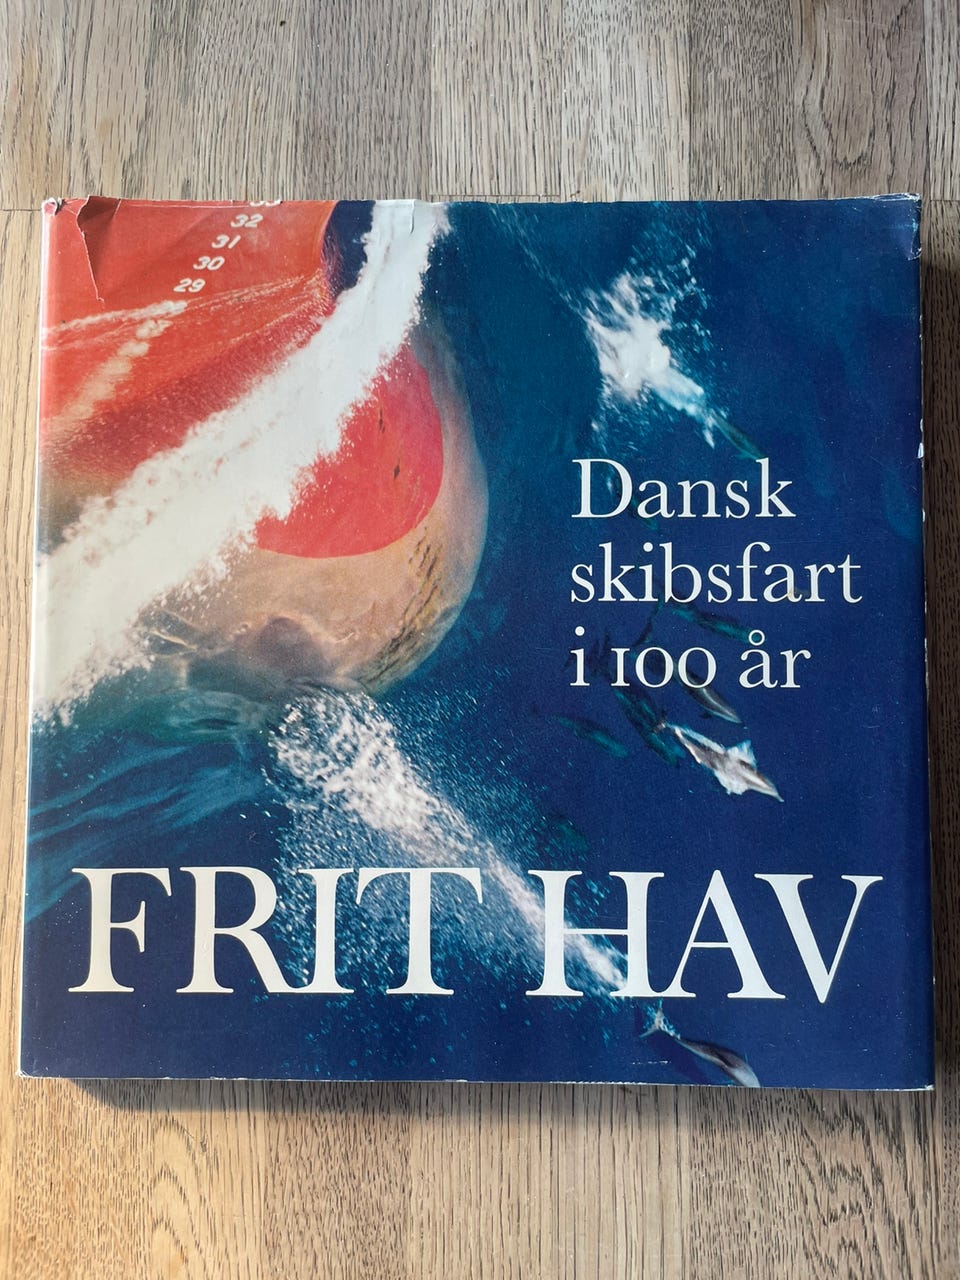 32
31
30
29
Dansk
skibsfart
i 100 år
FRIT HAV